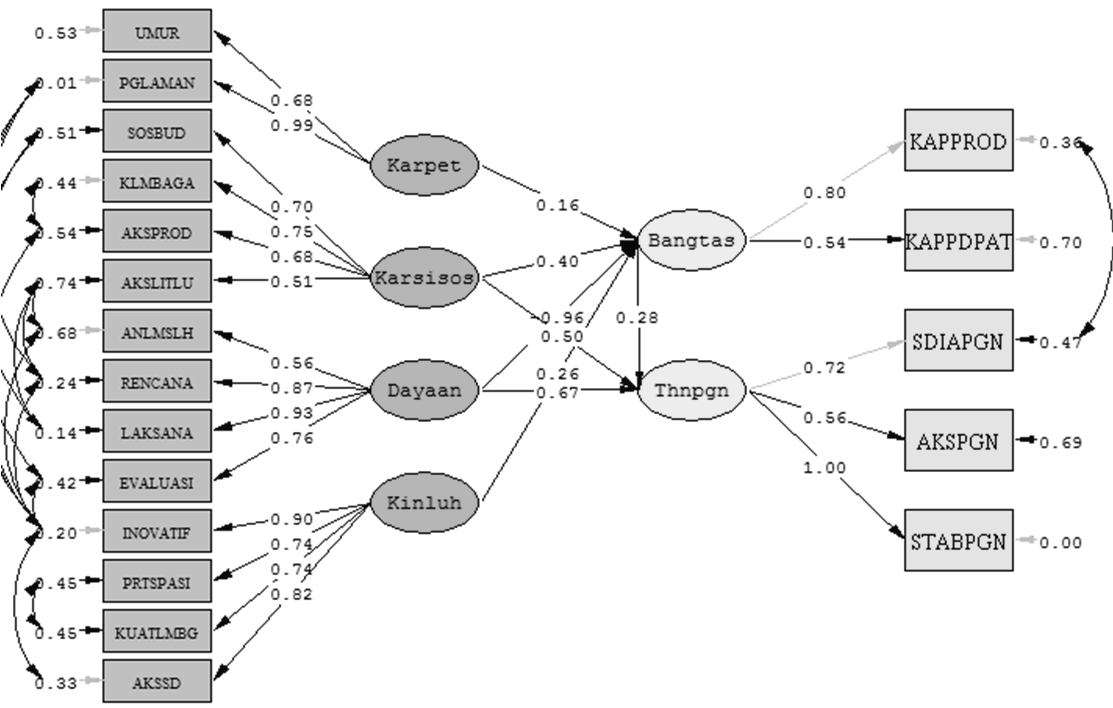 0.53 UMUR
0.01 PGLAMAN
0.51 SOSBUD
0.44 KLMBAGA
0.54 AKSPROD
0.74 AKSLITLU
0.68 ANLMSLH
0.24 RENCANA
0.14 LAKSANA
0.42 EVALUASI
0.20 INOVATIF
0.45 PRTSPASI
0.45 KUATLMBG
0.33 AKSSD
0.68
0.99
0.70
0.75
0.68
0.51
0.56
0.87
0.93
0.76
0.90
0.74
0.74
0.82
Karpet
Karsisos
Dayaan
Kinluh
0.16
0.40
-0.96
0.50
0.26
0.67
0.28
Bangtas
Thnpgn
0.80
0.54
0.72
0.56
1.00
KAPPROD 0.36
KAPPDPAT 0.70
SDIAPGN 0.47
AKSPGN 0.69
STABPGN 0.00